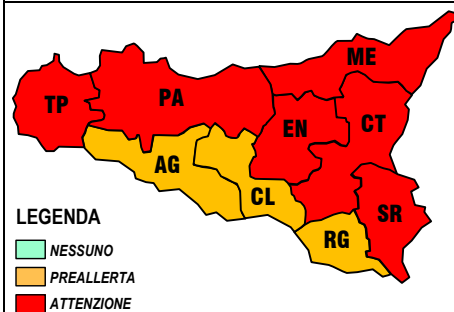 ME
TP
PA
EN
CT
AG
CL
SR
RG
LEGENDA
NESSUNO
PREALLERTA
ATTENZIONE